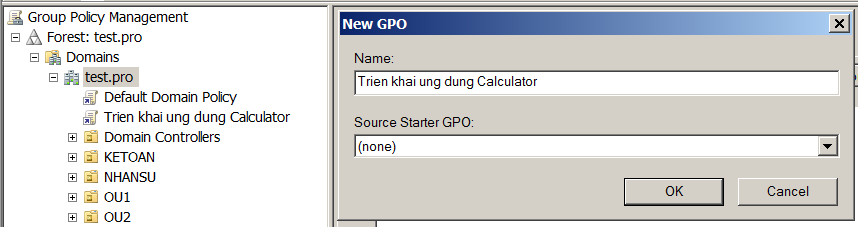 Group Policy Management
Forest: test.pro
Domains
test.pro
Default Domain Policy
Trien khai ung dung Calculator
Domain Controllers
KETOAN
NHANSU
OU1
OU2
New GPO
Name:
Trien khai ung dung Calculator
Source Starter GPO:
(none)
OK
Cancel